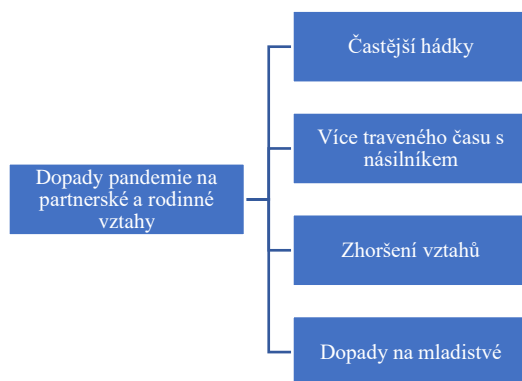 Dopady pandemie na
partnerské a rodinné
vztahy
Častější hádky
Více traveného času s
násilníkem
Zhoršení vztahů
Dopady na mladistvé